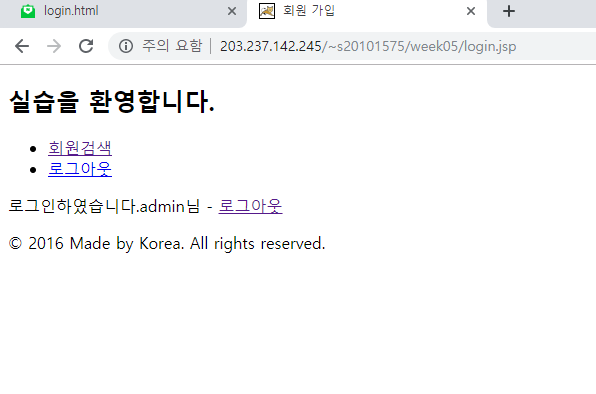 login.html
회원 가입
주의 요함 | 203.237.142.245/~s20101575/week05/login.jsp
실습을 환영합니다.
회원검색
로그아웃
로그인하였습니다.admin님 - 로그아웃
© 2016 Made by Korea. All rights reserved.